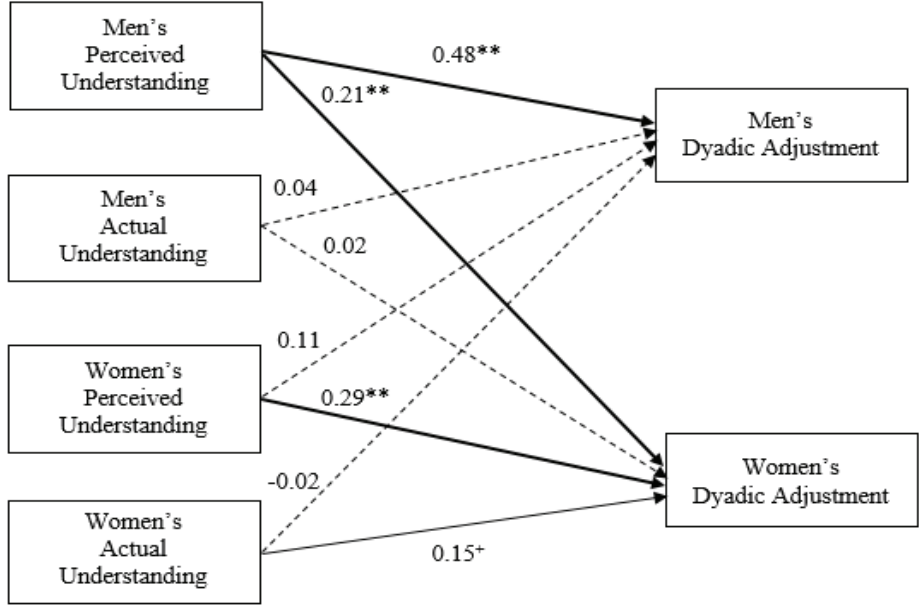 Men's
Perceived
Understanding
0.48**
0.21**
Men's
Dyadic Adjustment
Men's
Actual
Understanding
0.04
0.02
Women's
Perceived
Understanding
0.11
0.29**
Women's
Dyadic Adjustment
Women's
Actual
Understanding
-0.02
0.15⁺